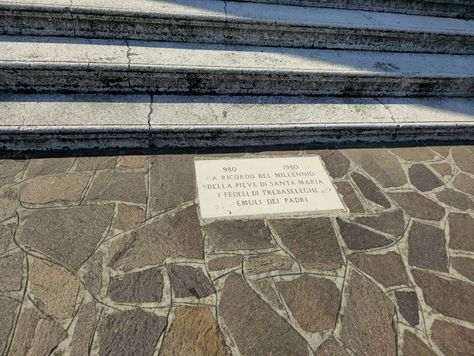 980 1980
A RICORDO DEL MILLENNIO
DELLA PIEVE DI SANTA MARIA
I FEDELI DI TREBASELEGHE
EMULI DEI PADRI